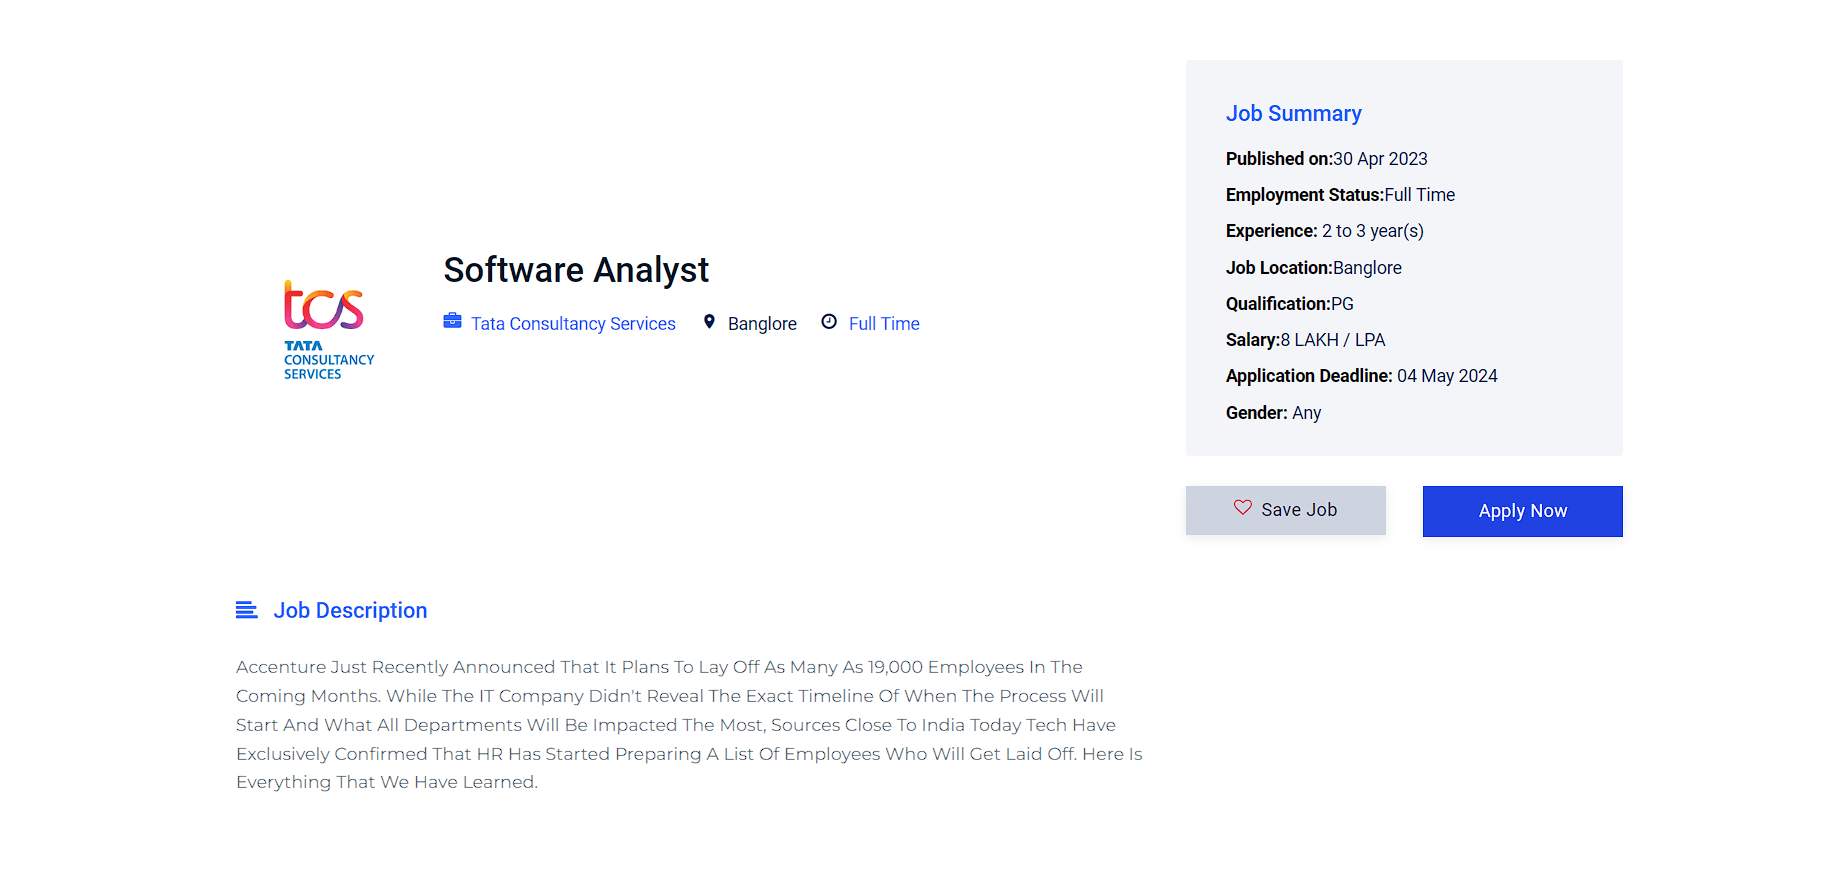 Job Summary
Published on:30 Apr 2023
Employment Status:Full Time
Experience: 2 to 3 year(s)
Job Location:Banglore
Qualification:PG
Salary:8 LAKH / LPA
Application Deadline: 04 May 2024
Gender: Any
Software Analyst
Tata Consultancy Services Banglore Full Time
tcs
TATA
CONSULTANCY
SERVICES
Save Job
Apply Now
Job Description
Accenture Just Recently Announced That It Plans To Lay Off As Many As 19,000 Employees In The
Coming Months. While The IT Company Didn't Reveal The Exact Timeline Of When The Process Will
Start And What All Departments Will Be Impacted The Most, Sources Close To India Today Tech Have
Exclusively Confirmed That HR Has Started Preparing A List Of Employees Who Will Get Laid Off. Here Is
Everything That We Have Learned.